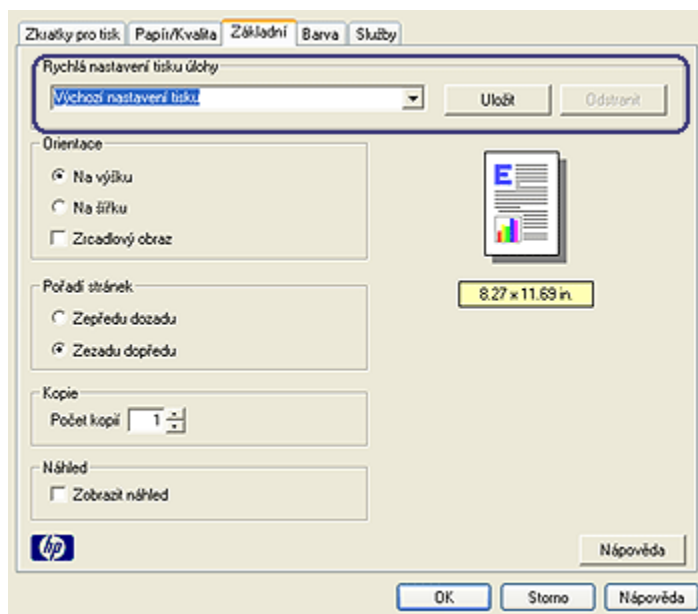 Zkratky pro tisk Papír/Kvalita Základní Barva Služby
Rychlá nastavení tisku úlohy
Výchozí nastavení tisku Uložit Odstranit
Orientace
Na výšku
Na šířku
Zrcadlový obraz
E
8.27 x 11.69 in.
Pořadí stránek
Zepředu dozadu
Zezadu dopředu
Kopie
Počet kopií 1
Náhled
Zobrazit náhled
hp
Nápověda
OK Storno Nápověda